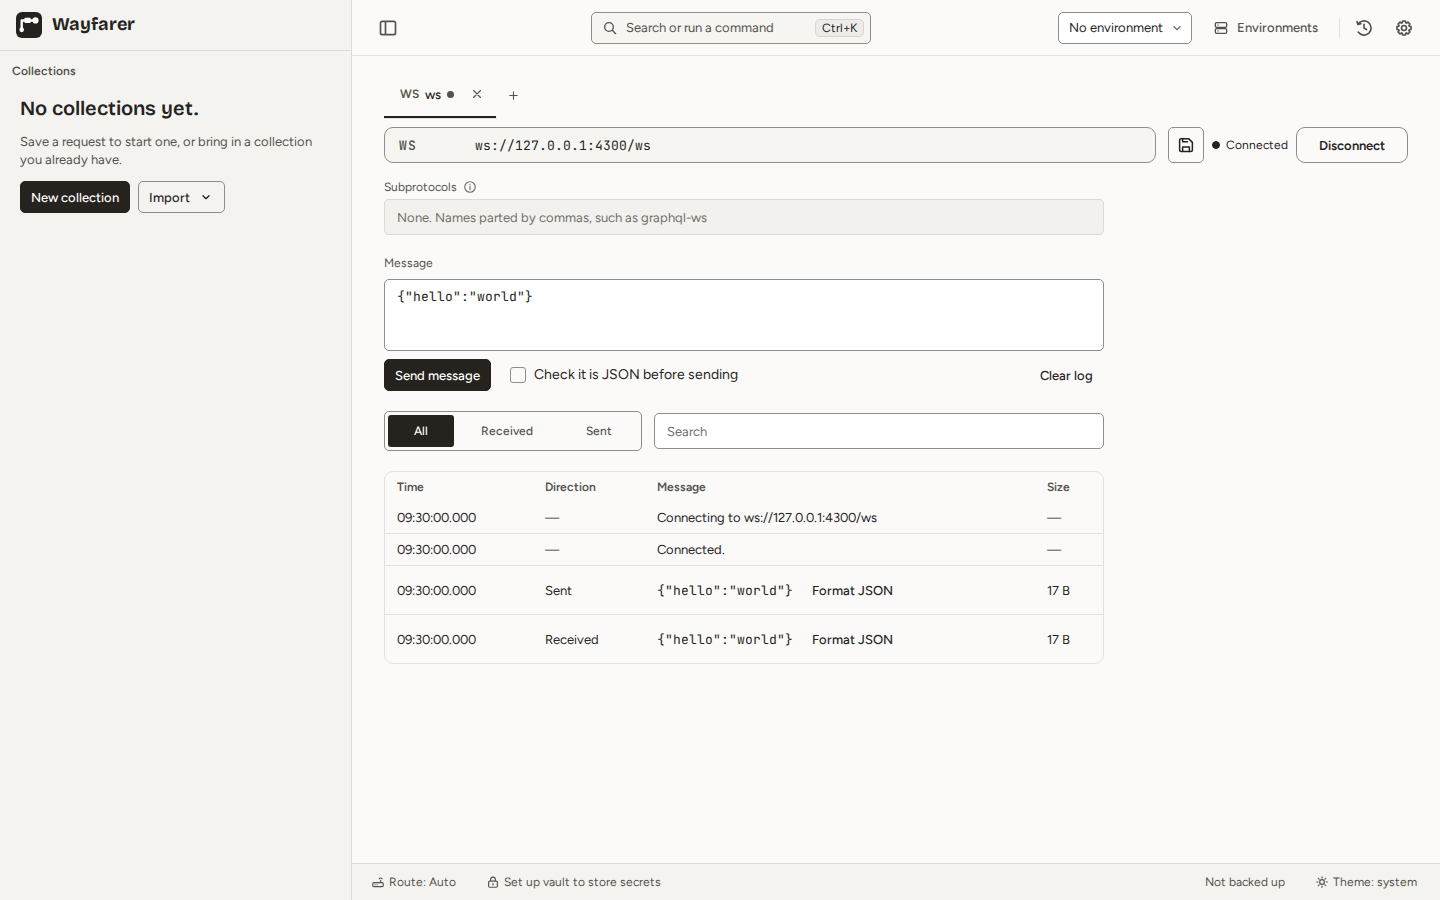 Wayfarer
Search or run a command Ctrl+K
No environment
Environments
Collections
No collections yet.
Save a request to start one, or bring in a collection
you already have.
New collection
Import
WS ws
WS ws://127.0.0.1:4300/ws
Connected
Disconnect
Subprotocols
None. Names parted by commas, such as graphql-ws
Message
{"hello":"world"}
Send message
Check it is JSON before sending
Clear log
All Received Sent
Search
Time Direction Message Size
09:30:00.000 — Connecting to ws://127.0.0.1:4300/ws —
09:30:00.000 — Connected. —
09:30:00.000 Sent {"hello":"world"} Format JSON 17 B
09:30:00.000 Received {"hello":"world"} Format JSON 17 B
Route: Auto
Set up vault to store secrets
Not backed up
Theme: system